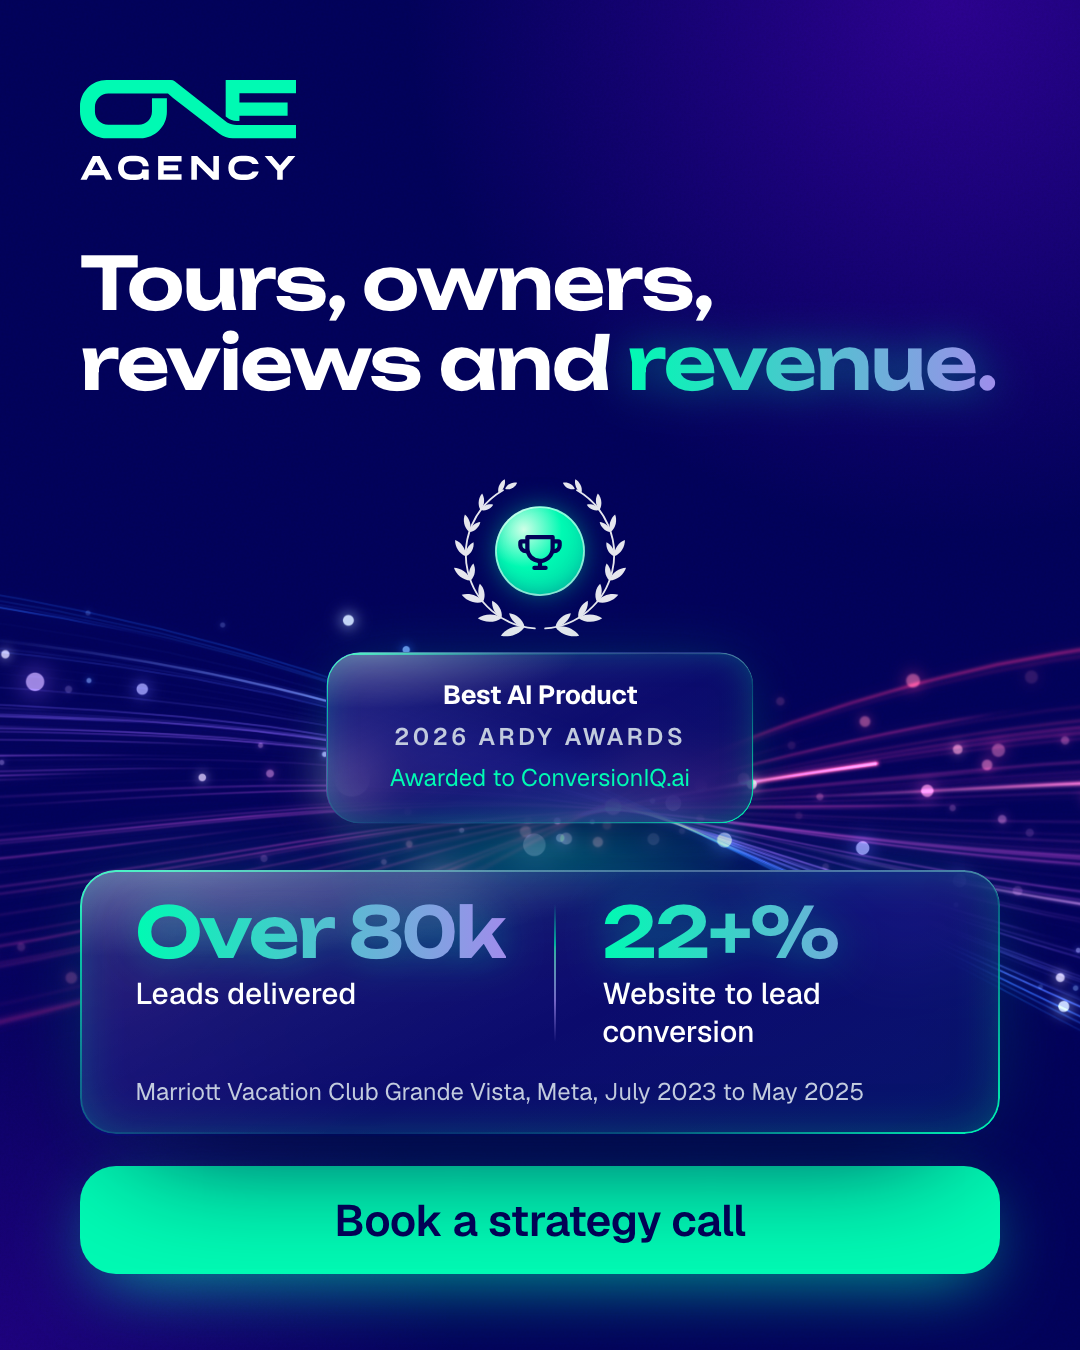 ONE
AGENCY
Tours, owners,
reviews and revenue.
Best AI Product
2026 ARDY AWARDS
Awarded to ConversionIQ.ai
Over 80k
Leads delivered
22+%
Website to lead
conversion
Marriott Vacation Club Grande Vista, Meta, July 2023 to May 2025
Book a strategy call